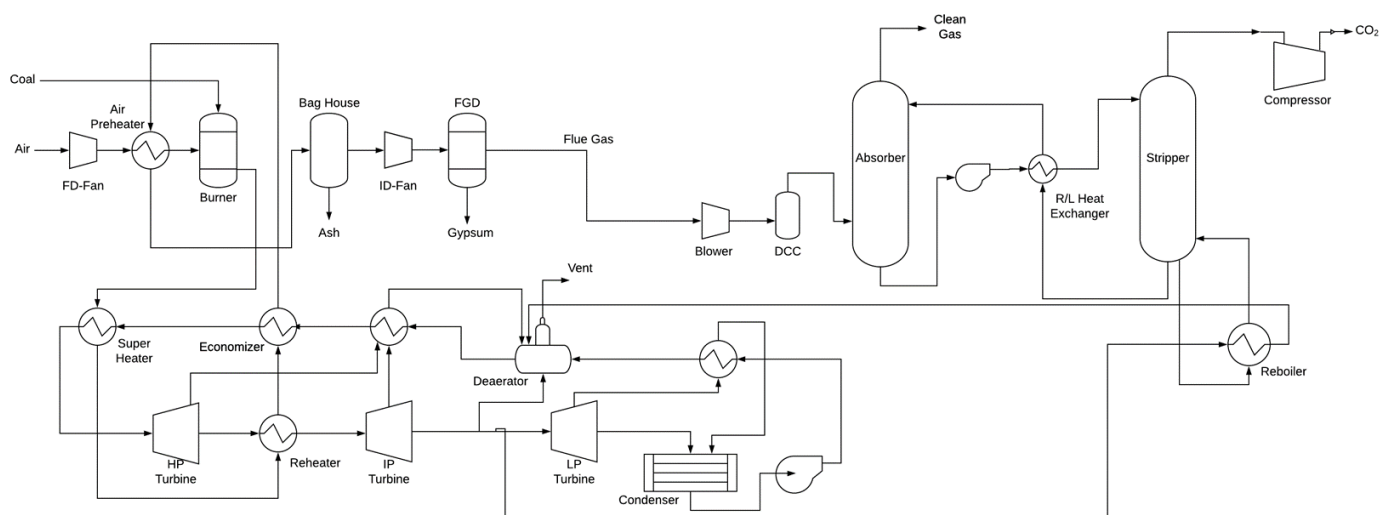 Clean
Gas
CO₂
Coal
Compressor
Bag House
FGD
Air
Preheater
Flue Gas
Air
Absorber
Stripper
FD-Fan
ID-Fan
Burner
R/L Heat
Exchanger
Ash
Gypsum
Blower
DCC
Vent
Super
Heater
Economizer
Deaerator
Reboiler
HP
Turbine
Reheater
IP
Turbine
LP
Turbine
Condenser